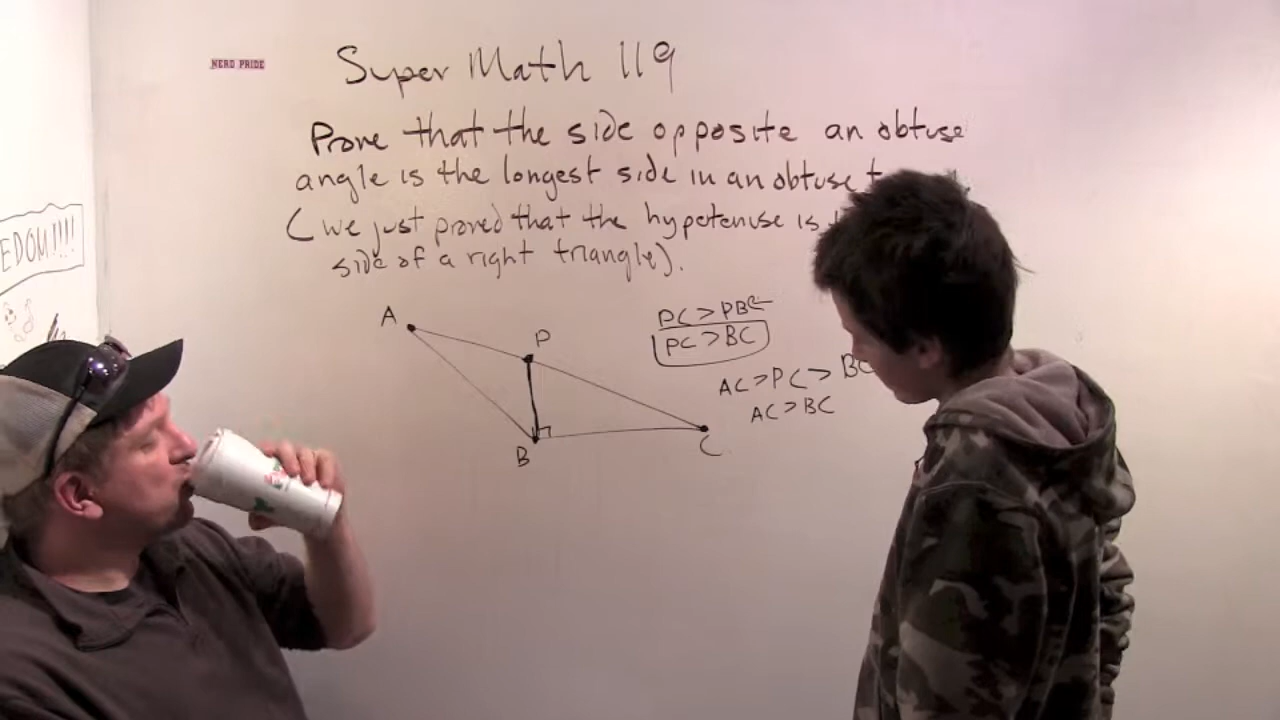 NERD PRIDE
Super Math 119
Prove that the side opposite an obtuse
angle is the longest side in an obtuse
(we just proved that the hypotenuse is
side of a right triangle).
EDOM!!!!
A
P
B
C
PC > PB
PC > BC
AC > PC > BC
AC > BC